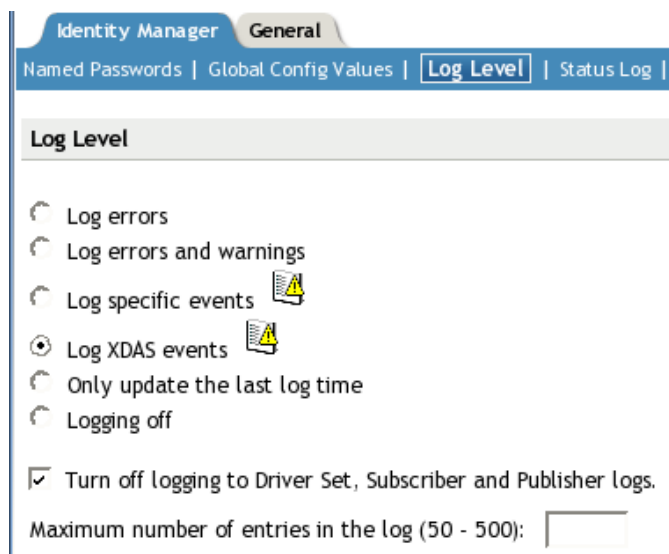 Identity Manager General
Named Passwords | Global Config Values | Log Level | Status Log |
Log Level
Log errors
Log errors and warnings
Log specific events
Log XDAS events
Only update the last log time
Logging off
Turn off logging to Driver Set, Subscriber and Publisher logs.
Maximum number of entries in the log (50 - 500):